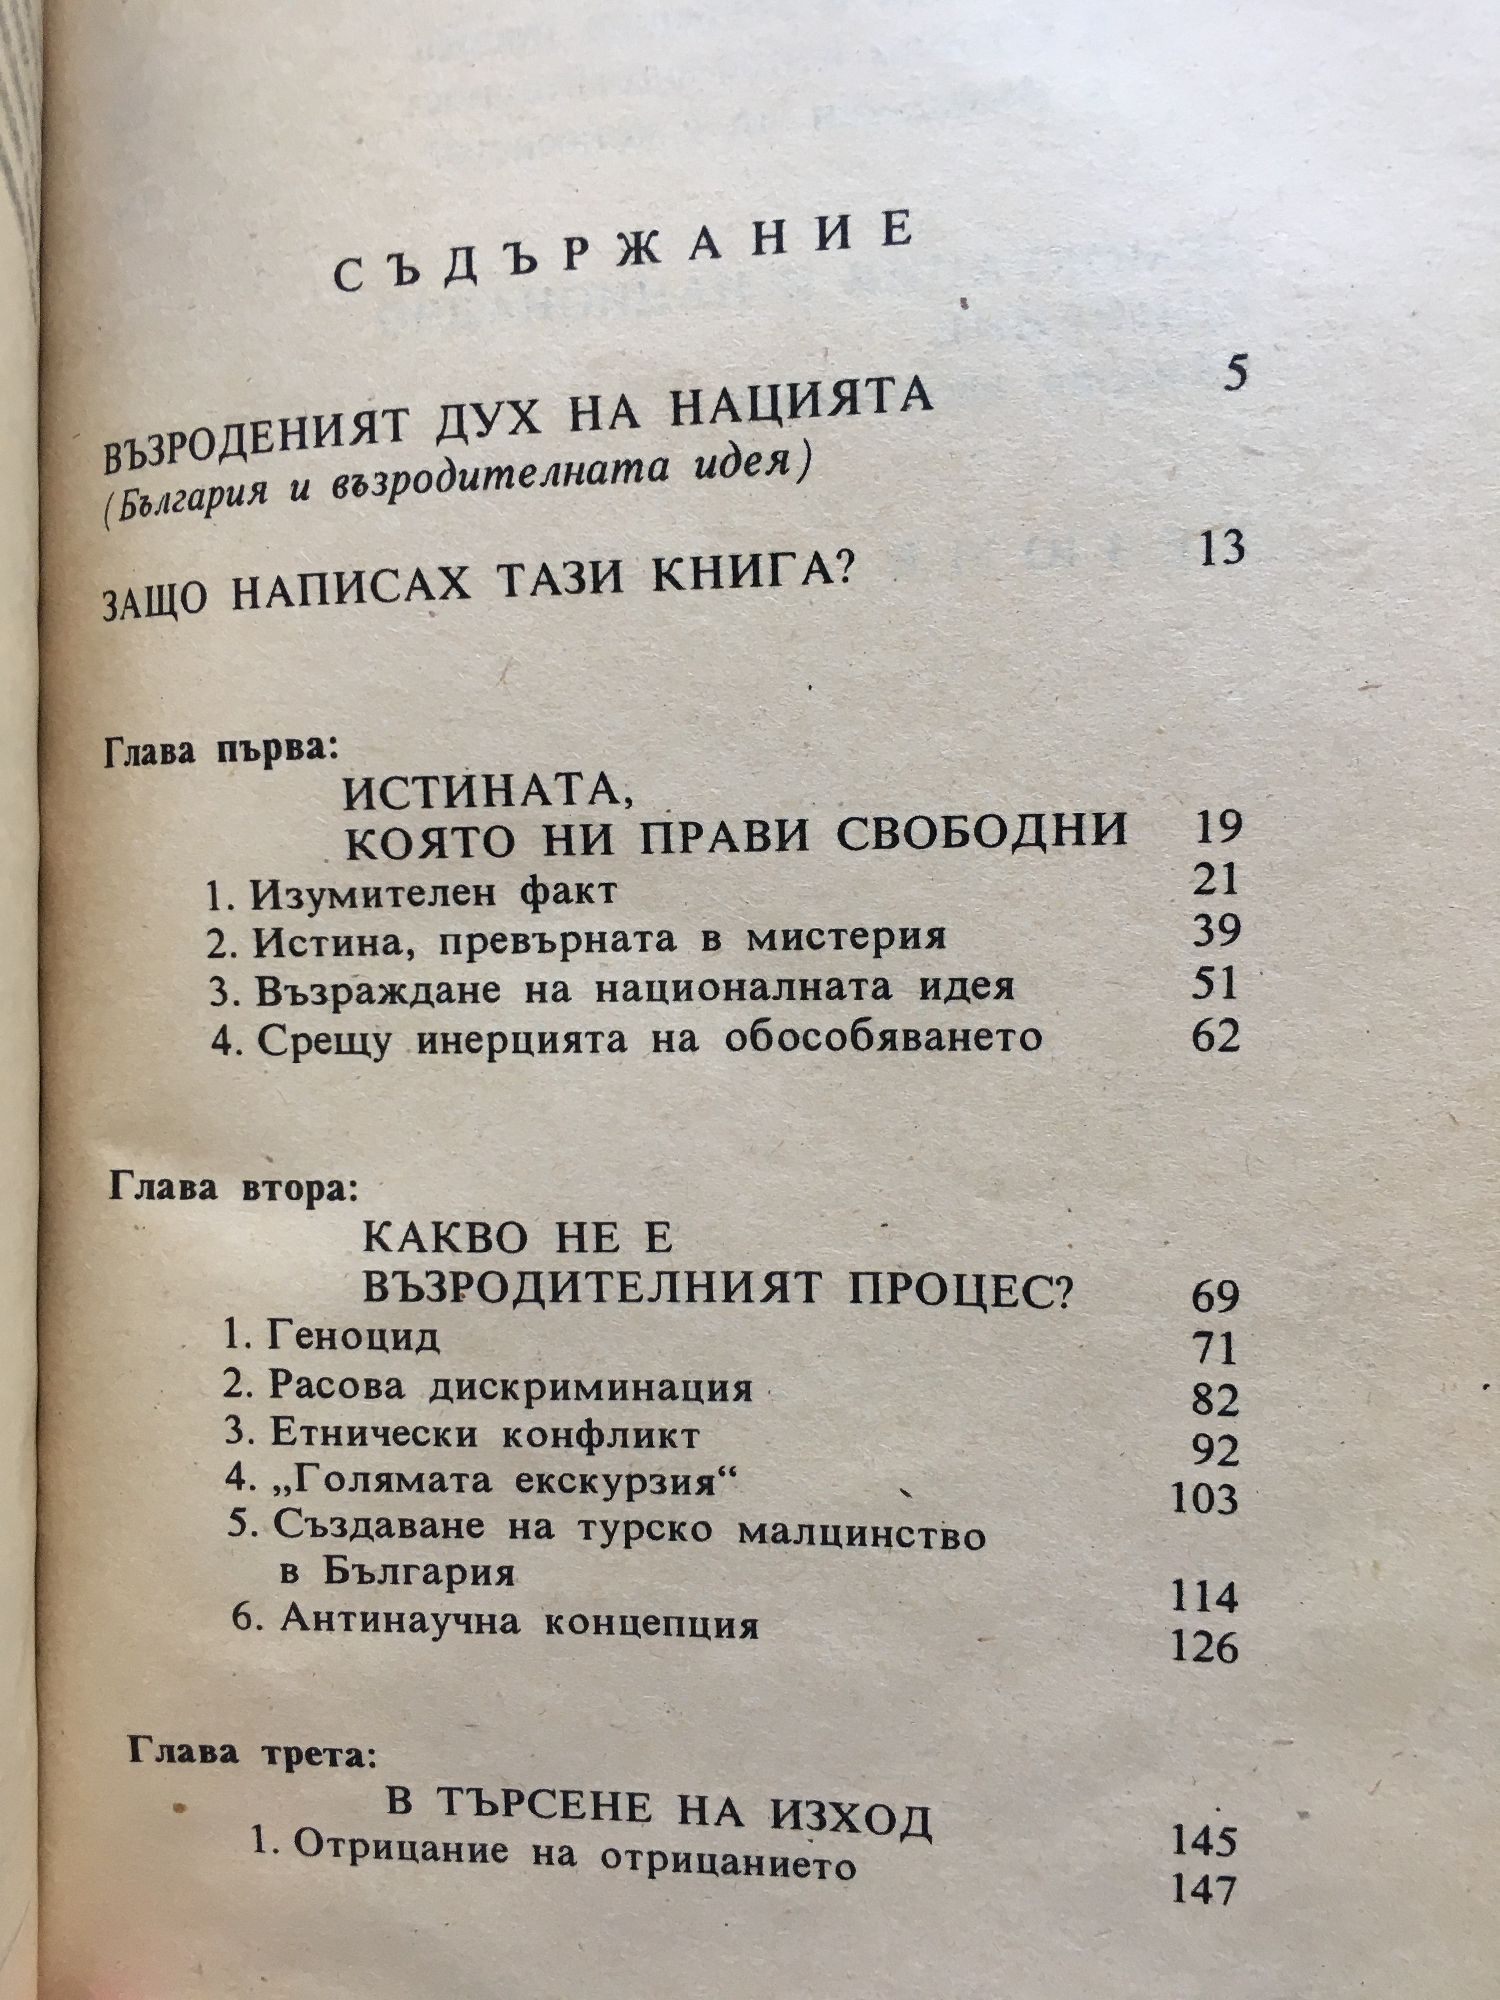 СЪДЪРЖАНИЕ
ВЪЗРОДЕНИЯТ ДУХ НА НАЦИЯТА 5
(България и възродителната идея)
ЗАЩО НАПИСАХ ТАЗИ КНИГА? 13
Глава първа:
ИСТИНАТА,
КОЯТО НИ ПРАВИ СВОБОДНИ 19
1. Изумителен факт 21
2. Истина, превърната в мистерия 39
3. Възраждане на националната идея 51
4. Срещу инерцията на обособяването 62
Глава втора:
КАКВО НЕ Е
ВЪЗРОДИТЕЛНИЯТ ПРОЦЕС? 69
1. Геноцид 71
2. Расова дискриминация 82
3. Етнически конфликт 92
4. „Голямата екскурзия“ 103
5. Създаване на турско малцинство
в България 114
6. Антинаучна концепция 126
Глава трета:
В ТЪРСЕНЕ НА ИЗХОД 145
1. Отрицание на отрицанието 147